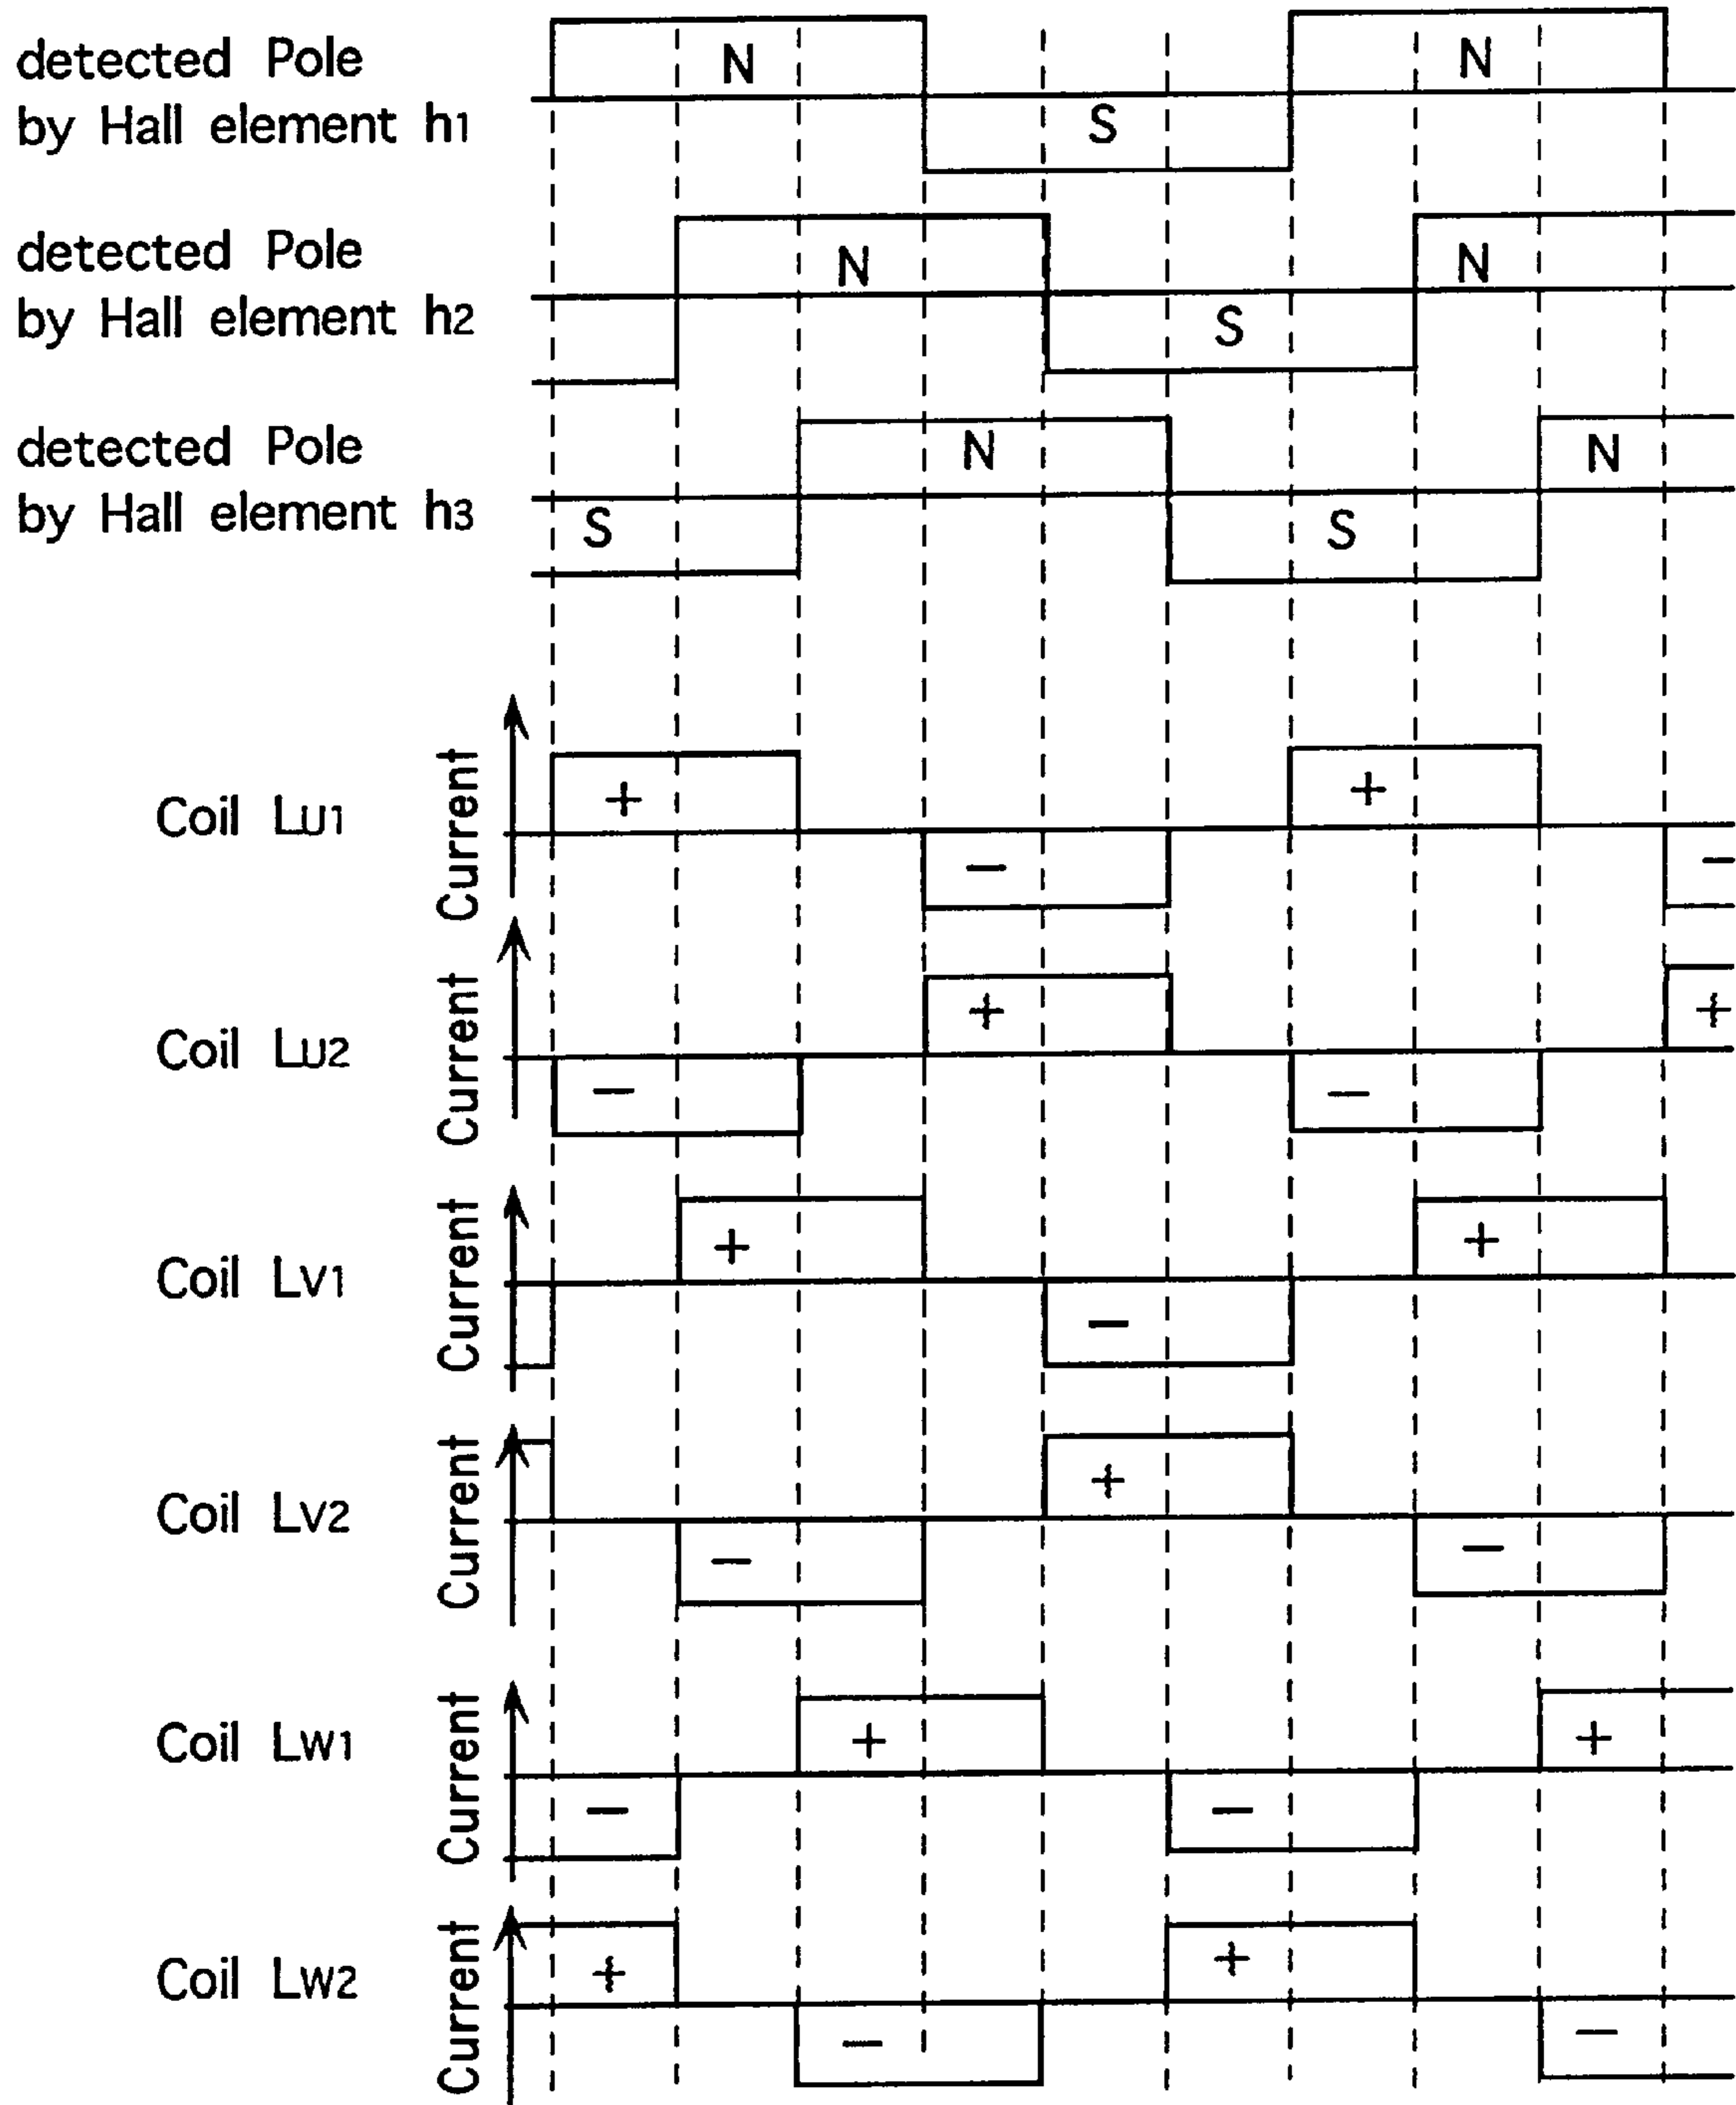 detected Pole
by Hall element h1
N
S
N
detected Pole
by Hall element h2
N
S
N
detected Pole
by Hall element h3
S
N
S
N
Coil LU1
Current
+
−
+
−
Coil LU2
Current
−
+
−
+
Coil LV1
Current
+
−
+
Coil LV2
Current
−
+
−
Coil LW1
Current
−
+
−
+
Coil LW2
Current
+
−
+
−